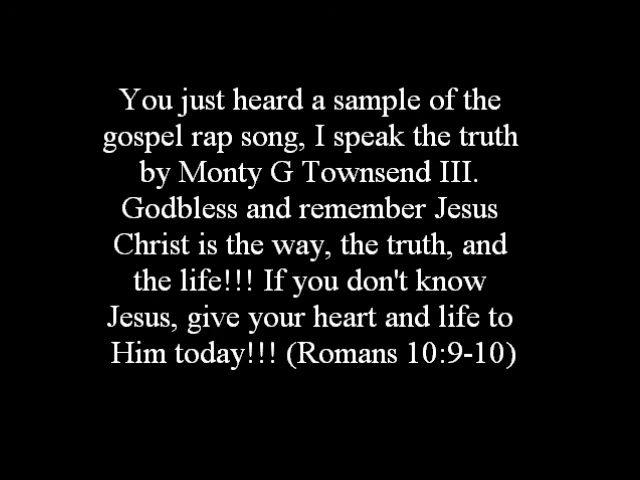 You just heard a sample of the
gospel rap song, I speak the truth
by Monty G Townsend III.
Godbless and remember Jesus
Christ is the way, the truth, and
the life!!! If you don't know
Jesus, give your heart and life to
Him today!!! (Romans 10:9-10)